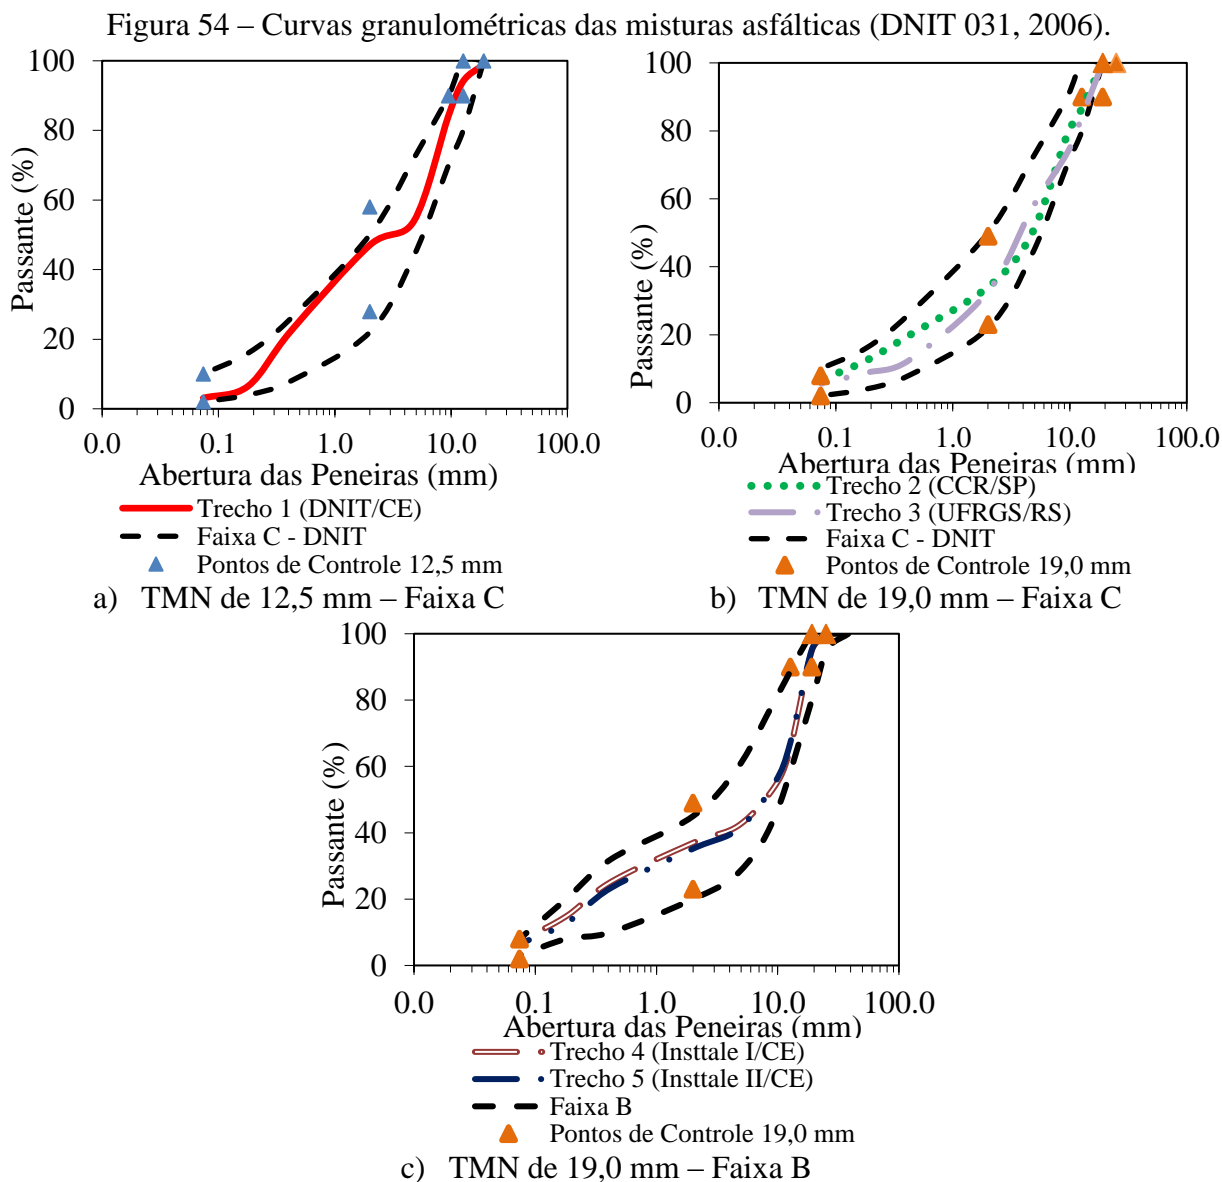 Figura 54 – Curvas granulométricas das misturas asfálticas (DNIT 031, 2006).
100
80
60
40
20
0
Passante (%)
0.0 0.1 1.0 10.0 100.0
Abertura das Peneiras (mm)
Trecho 1 (DNIT/CE)
Faixa C - DNIT
Pontos de Controle 12,5 mm
a) TMN de 12,5 mm – Faixa C
100
80
60
40
20
0
Passante (%)
0.0 0.1 1.0 10.0 100.0
Abertura das Peneiras (mm)
Trecho 2 (CCR/SP)
Trecho 3 (UFRGS/RS)
Faixa C - DNIT
Pontos de Controle 19,0 mm
b) TMN de 19,0 mm – Faixa C
100
80
60
40
20
0
Passante (%)
0.0 0.1 1.0 10.0 100.0
Abertura das Peneiras (mm)
Trecho 4 (Insttale I/CE)
Trecho 5 (Insttale II/CE)
Faixa B
Pontos de Controle 19,0 mm
c) TMN de 19,0 mm – Faixa B